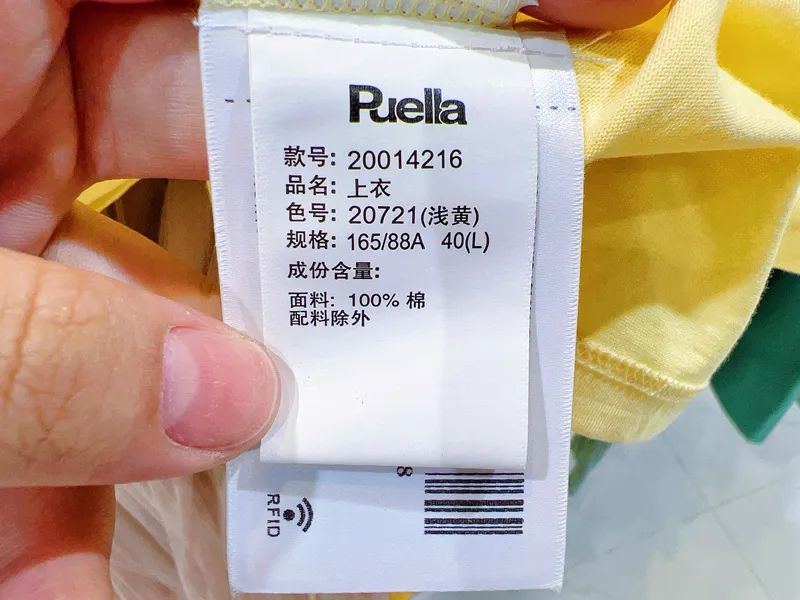 Puella
款号: 20014216
品名: 上衣
色号: 20721(浅黄)
规格: 165/88A 40(L)
成份含量:
面料: 100% 棉
配料除外
8
RFID